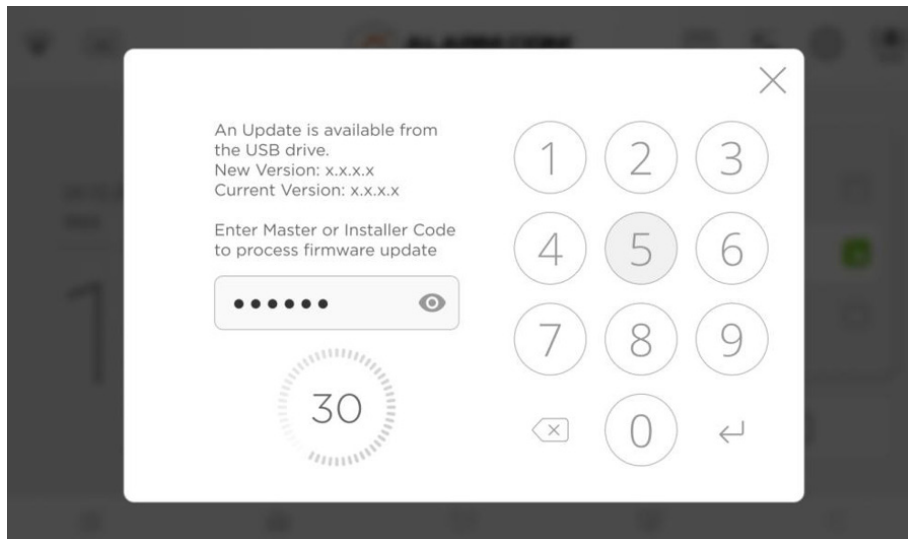 An Update is available from
the USB drive.
New Version: x.x.x.x
Current Version: x.x.x.x
Enter Master or Installer Code
to process firmware update
••••••
30
1 2 3
4 5 6
7 8 9
0